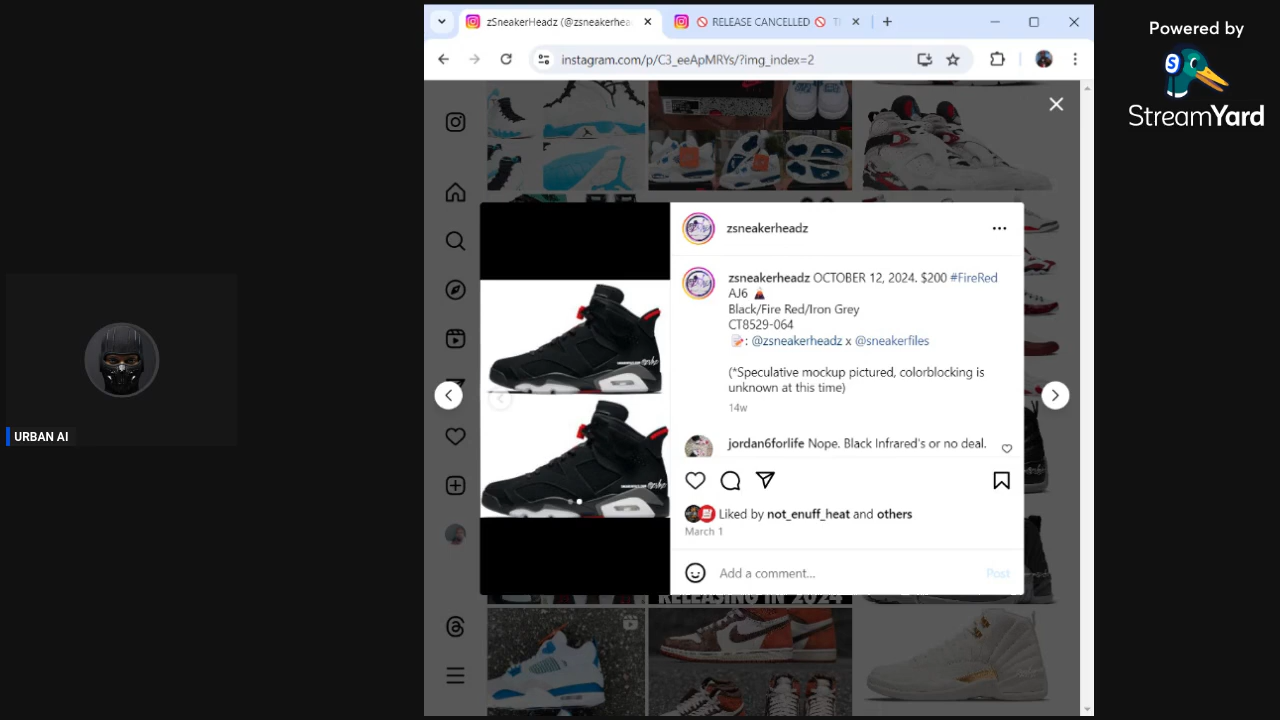 zSneakerHeadz (@zsneakerhea
RELEASE CANCELLED
instagram.com/p/C3_eeApMRYs/?img_index=2
Powered by
StreamYard
zsneakerheadz
zsneakerheadz OCTOBER 12, 2024. $200 #FireRed
AJ6 🌋
Black/Fire Red/Iron Grey
CT8529-064
📝: @zsneakerheadz x @sneakerfiles
(*Speculative mockup pictured, colorblocking is
unknown at this time)
14w
jordan6forlife Nope. Black Infrared's or no deal.
Liked by not_enuff_heat and others
March 1
Add a comment...
Post
RELEASING IN 2024
URBAN AI